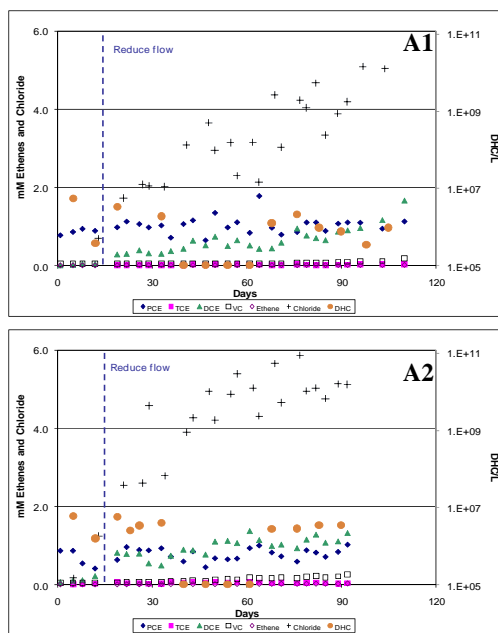 A1
Reduce flow
6.0
4.0
2.0
0.0
mM Ethenes and Chloride
1.E+11
1.E+09
1.E+07
1.E+05
DHC/L
0
30
60
90
120
Days
PCE TCE DCE VC Ethene Chloride DHC
A2
Reduce flow
6.0
4.0
2.0
0.0
mM Ethenes and Chloride
1.E+11
1.E+09
1.E+07
1.E+05
DHC/L
0
30
60
90
120
Days
PCE TCE DCE VC Ethene Chloride DHC